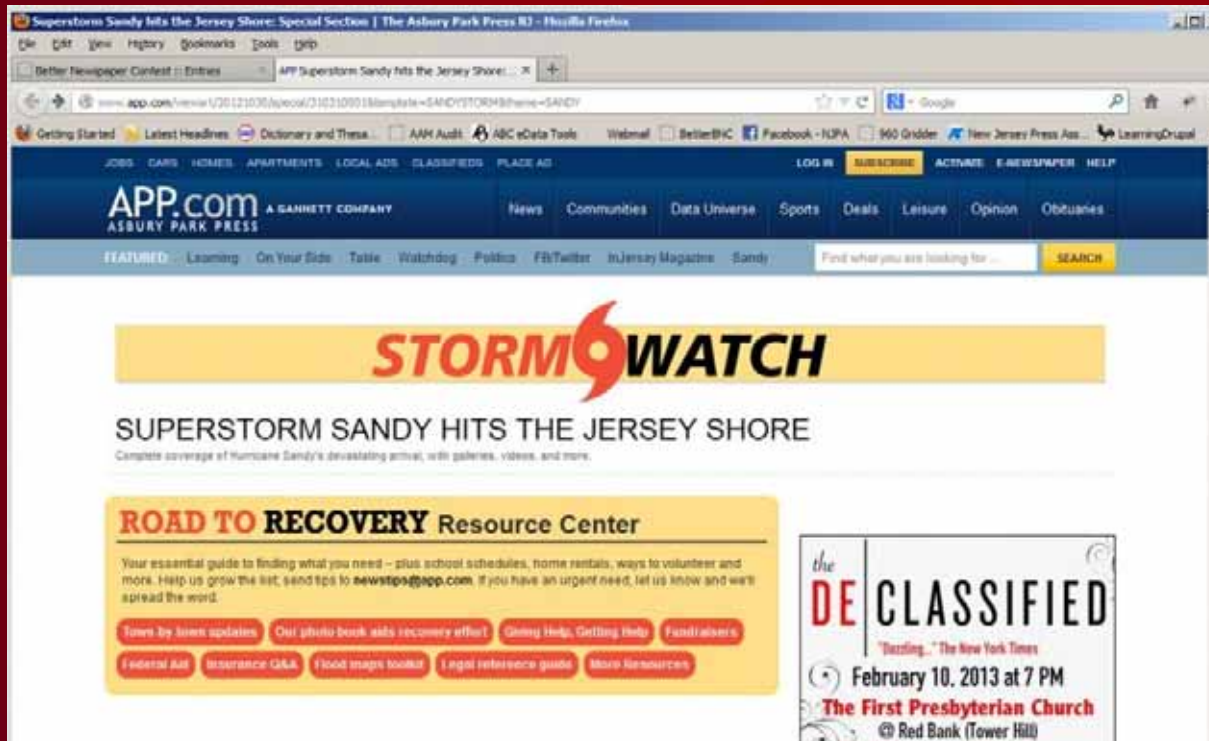 Superstorm Sandy hits the Jersey Shore: Special Section | The Asbury Park Press NJ - Mozilla Firefox
File Edit View History Bookmarks Tools Help
Better Newspaper Contest :: Entries APP Superstorm Sandy hits the Jersey Shore: ...
Google
Getting Started Latest Headlines Dictionary and Thesa... AAM Audit ABC eData Tools Webmail BetterBNC Facebook - NJPA 960 Gridder New Jersey Press Ass... LearningDrupal
JOBS CARS HOMES APARTMENTS LOCAL ADS CLASSIFIEDS PLACE AD LOG IN SUBSCRIBE ACTIVATE E-NEWSPAPER HELP
APP.com A GANNETT COMPANY News Communities Data Universe Sports Deals Leisure Opinion Obituaries
ASBURY PARK PRESS
FEATURED: Learning On Your Side Table Watchdog Politics FB/Twitter InJersey Magazine Sandy Find what you are looking for ... SEARCH
STORM WATCH
SUPERSTORM SANDY HITS THE JERSEY SHORE
Complete coverage of Hurricane Sandy's devastating arrival, with galleries, videos, and more.
ROAD TO RECOVERY Resource Center
Your essential guide to finding what you need – plus school schedules, home rentals, ways to volunteer and
more. Help us grow the list; send tips to newstips@app.com. If you have an urgent need, let us know and we'll
spread the word.
Town by town updates Our photo book aids recovery effort Giving Help, Getting Help Fundraisers
Federal Aid Insurance Q&A Flood maps toolkit Legal reference guide More Resources
the
DECLASSIFIED
"Dazzling..." The New York Times
February 10, 2013 at 7 PM
The First Presbyterian Church
@ Red Bank (Tower Hill)